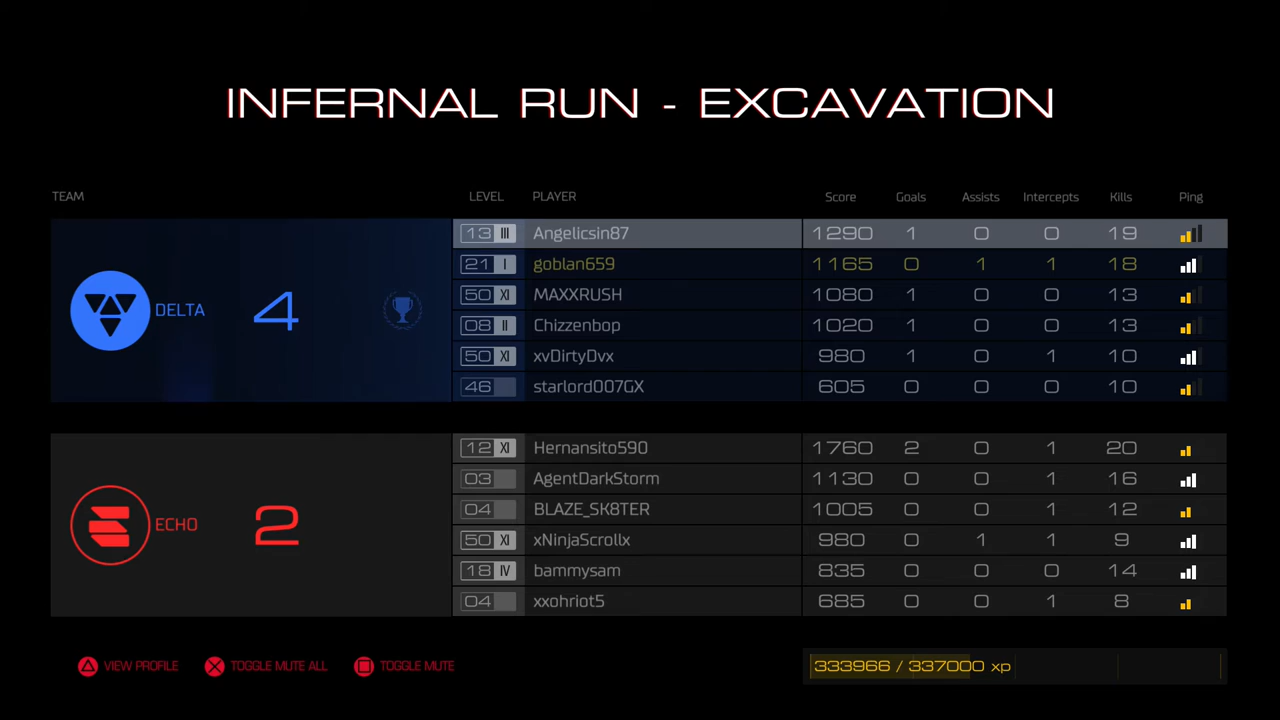 INFERNAL RUN - EXCAVATION
TEAM LEVEL PLAYER Score Goals Assists Intercepts Kills Ping
13 III Angelicsin87 1290 1 0 0 19
21 I goblan659 1165 0 1 1 18
50 XI MAXXRUSH 1080 1 0 0 13
DELTA 4
08 II Chizzenbop 1020 1 0 0 13
50 XI xvDirtyDvx 980 1 0 1 10
46 starlord007GX 605 0 0 0 10
12 XI Hernansito590 1760 2 0 1 20
03 AgentDarkStorm 1130 0 0 1 16
04 BLAZE_SK8TER 1005 0 0 1 12
ECHO 2
50 XI xNinjaScrollx 980 0 1 1 9
18 IV bammysam 835 0 0 0 14
04 xxohriot5 685 0 0 1 8
VIEW PROFILE TOGGLE MUTE ALL TOGGLE MUTE 333966 / 337000 xp